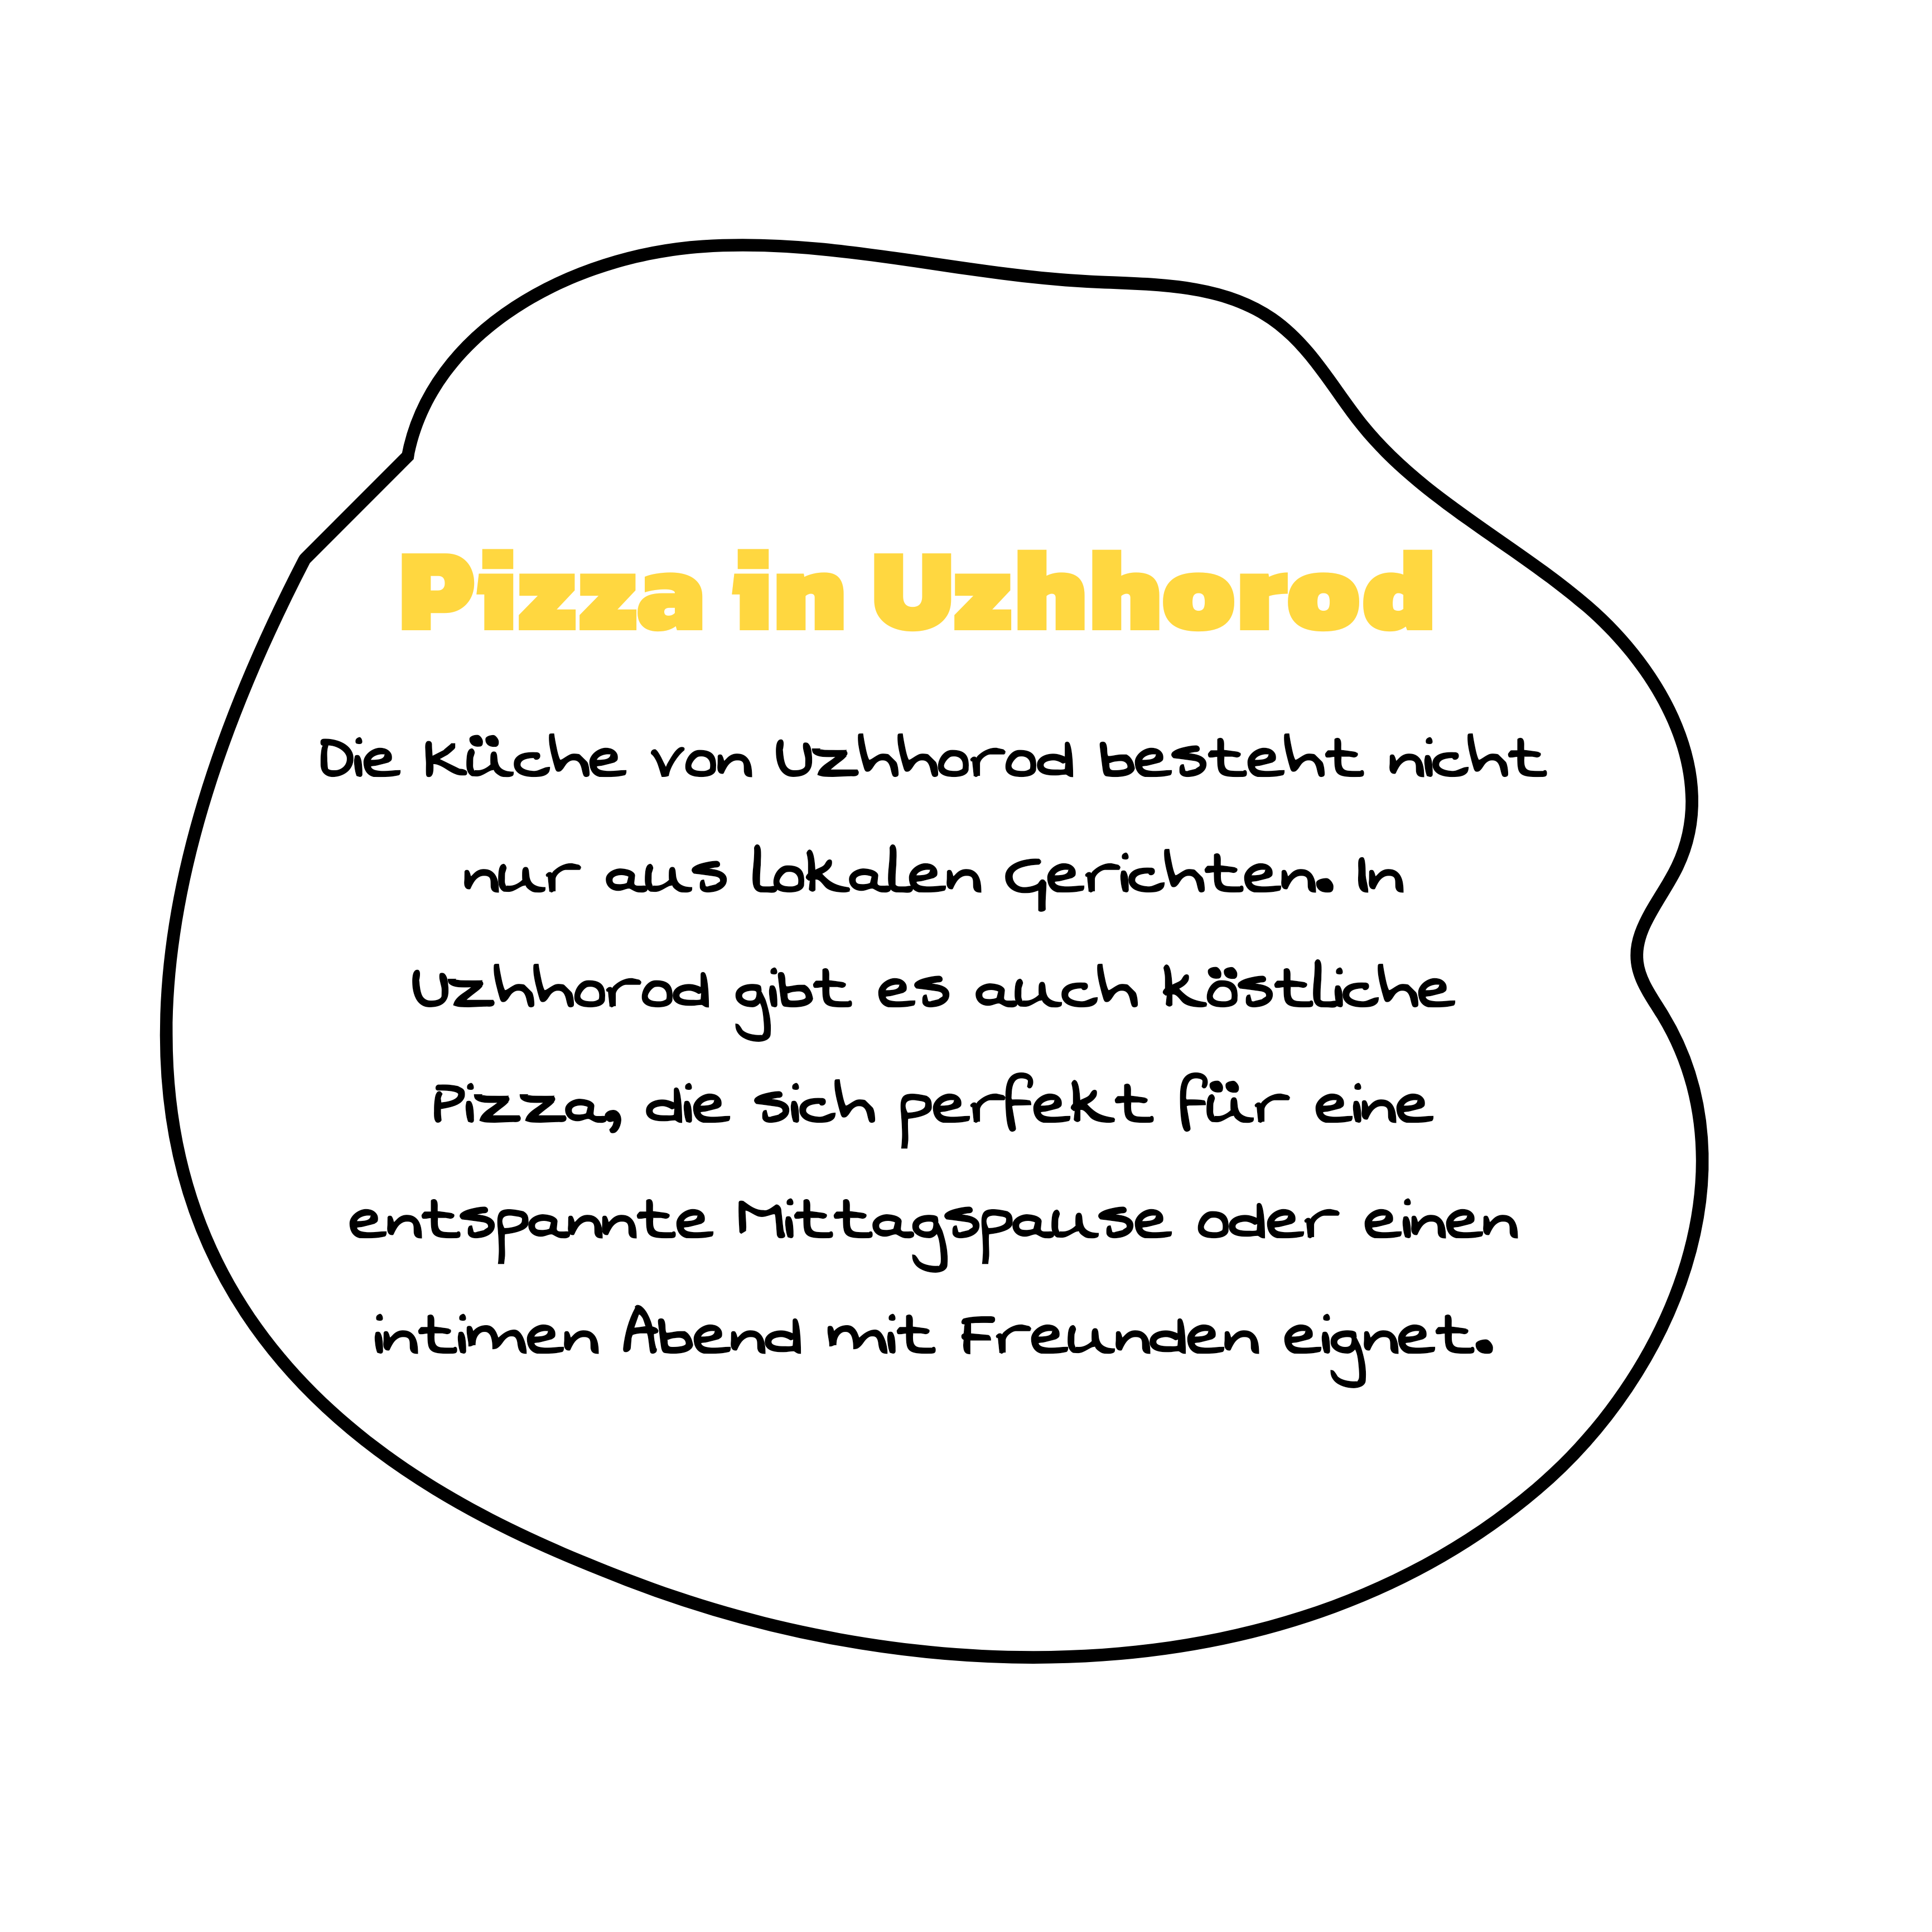 Pizza in Uzhhorod
Die Küche von Uzhhorod besteht nicht
nur aus lokalen Gerichten. In
Uzhhorod gibt es auch köstliche
Pizza, die sich perfekt für eine
entspannte Mittagspause oder einen
intimen Abend mit Freunden eignet.